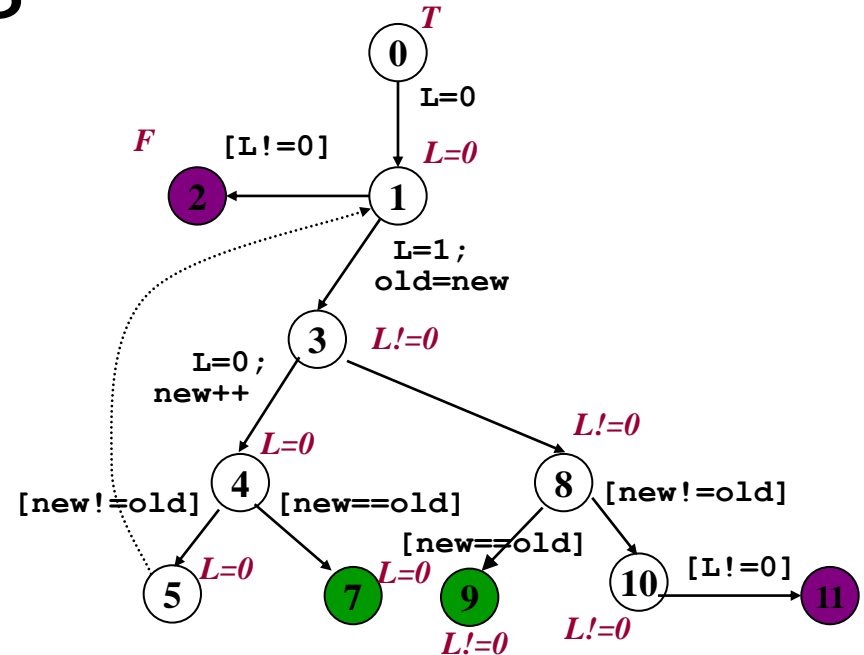 T
0
L=0
F
[L!=0]
L=0
2
1
L=1;
old=new
3
L!=0
L=0;
new++
L!=0
L=0
4
8
[new!=old]
[new==old]
[new!=old]
[new==old]
L=0
L=0
[L!=0]
5
7
9
10
11
L!=0
L!=0